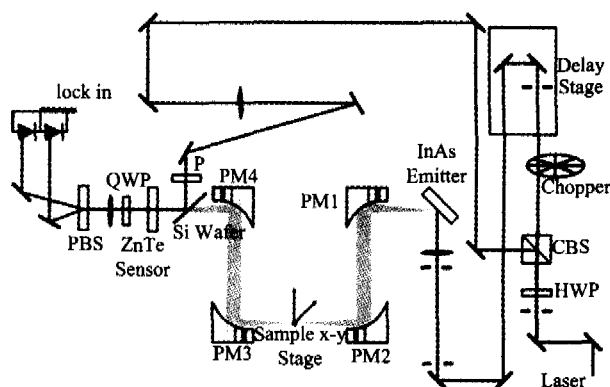 lock in
Delay
Stage
P
QWP
PM4
PM1
InAs
Emitter
Chopper
PBS
ZnTe
Sensor
Si Wafer
CBS
HWP
PM3
Sample x-y
Stage
PM2
Laser